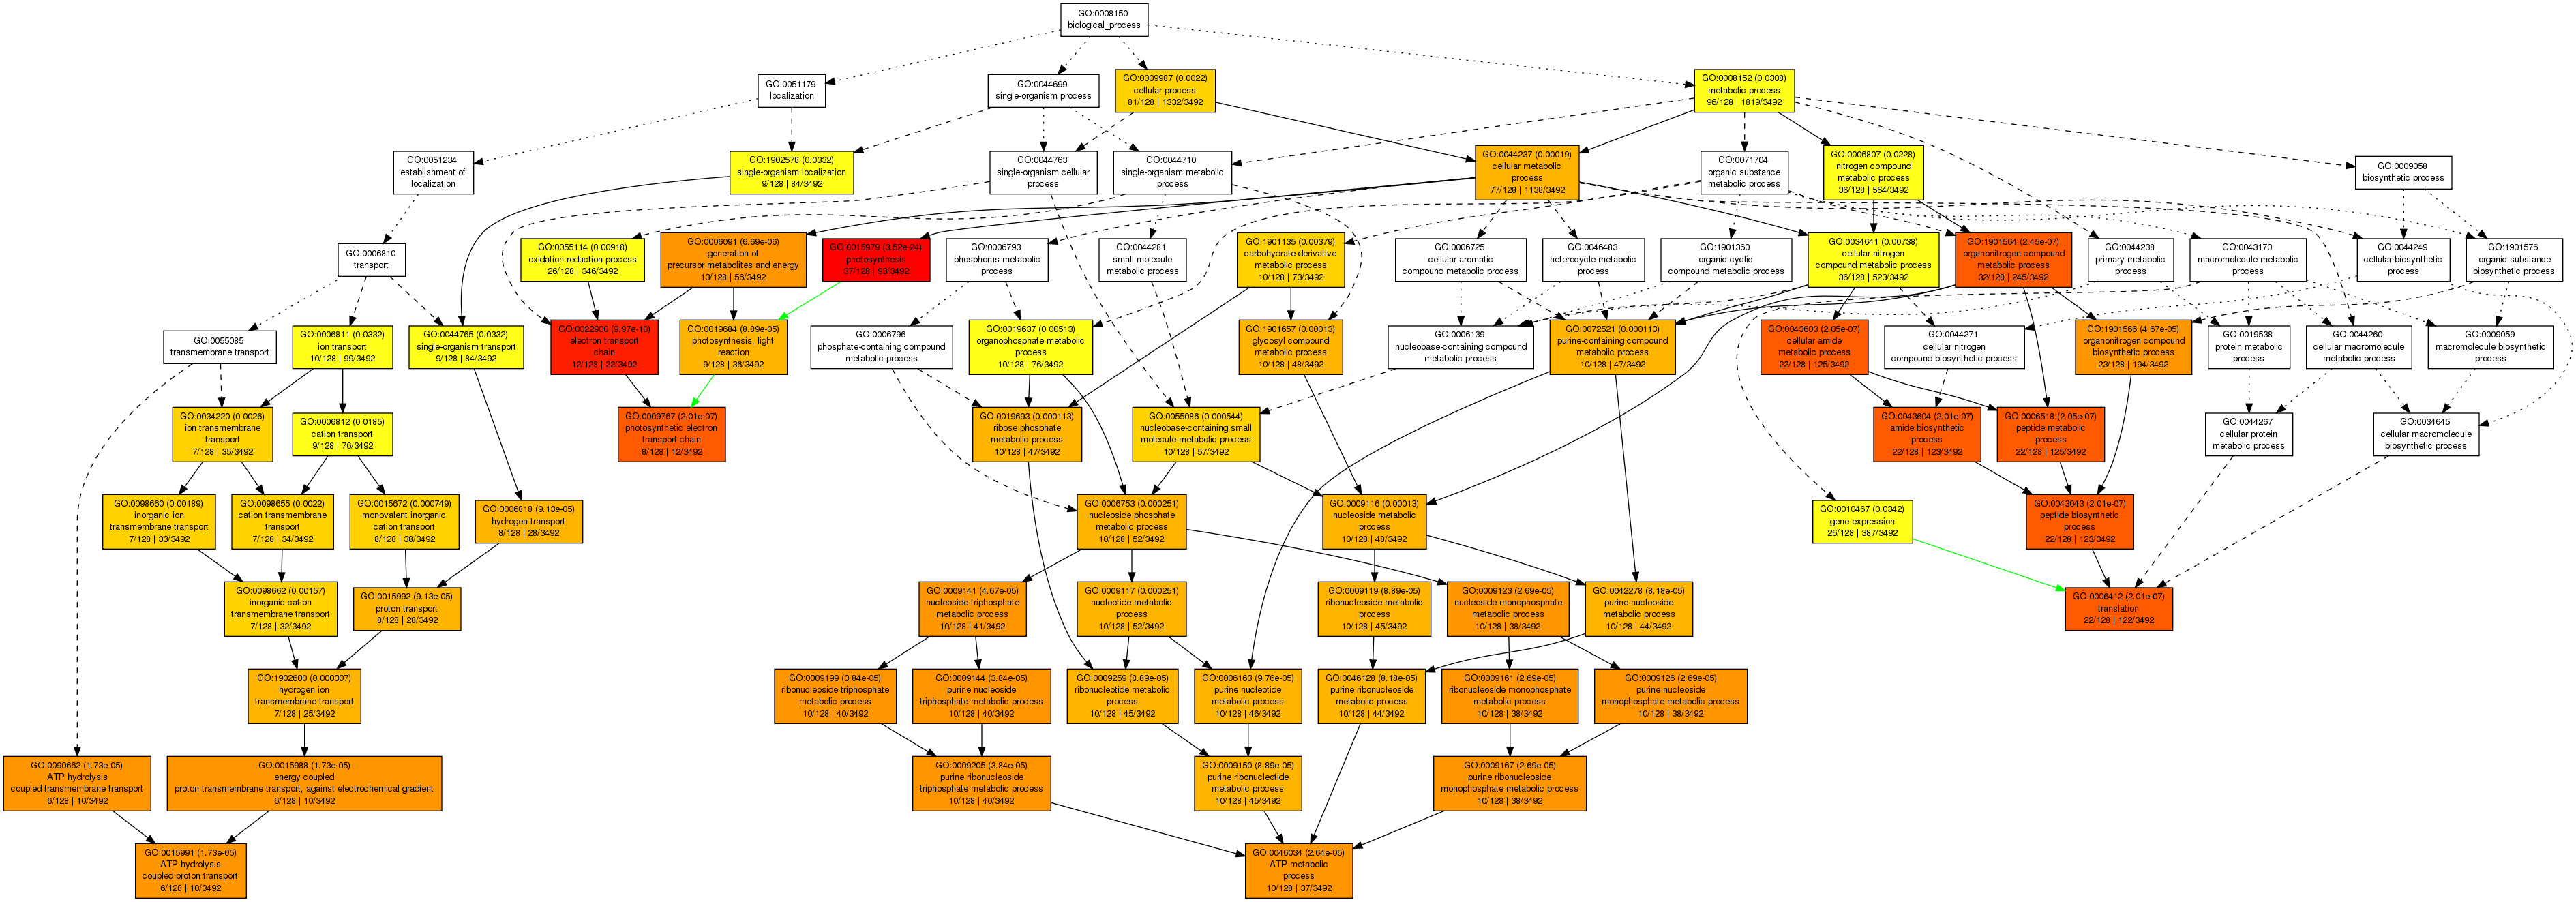 GO:0008150
biological_process
GO:0051179
localization
GO:0044699
single-organism process
GO:0009987 (0.0022)
cellular process
81/128 | 1332/3492
GO:0008152 (0.0308)
metabolic process
96/128 | 1819/3492
GO:0051234
establishment of
localization
GO:1902578 (0.0332)
single-organism localization
9/128 | 84/3492
GO:0044763
single-organism cellular
process
GO:0044710
single-organism metabolic
process
GO:0044237 (0.00019)
cellular metabolic
process
77/128 | 1138/3492
GO:0071704
organic substance
metabolic process
GO:0006807 (0.0228)
nitrogen compound
metabolic process
36/128 | 564/3492
GO:0009058
biosynthetic process
GO:0006810
transport
GO:0055114 (0.00918)
oxidation-reduction process
26/128 | 346/3492
GO:0006091 (6.69e-06)
generation of
precursor metabolites and energy
13/128 | 56/3492
GO:0015979 (3.52e-24)
photosynthesis
37/128 | 93/3492
GO:0006793
phosphorus metabolic
process
GO:0044281
small molecule
metabolic process
GO:1901135 (0.00379)
carbohydrate derivative
metabolic process
10/128 | 73/3492
GO:0006725
cellular aromatic
compound metabolic process
GO:0046483
heterocycle metabolic
process
GO:1901360
organic cyclic
compound metabolic process
GO:0034641 (0.00738)
cellular nitrogen
compound metabolic process
36/128 | 523/3492
GO:1901564 (2.45e-07)
organonitrogen compound
metabolic process
32/128 | 245/3492
GO:0044238
primary metabolic
process
GO:0043170
macromolecule metabolic
process
GO:0044249
cellular biosynthetic
process
GO:1901576
organic substance
biosynthetic process
GO:0055085
transmembrane transport
GO:0006811 (0.0332)
ion transport
10/128 | 99/3492
GO:0044765 (0.0332)
single-organism transport
9/128 | 84/3492
GO:0022900 (9.97e-10)
electron transport
chain
12/128 | 22/3492
GO:0019684 (8.89e-05)
photosynthesis, light
reaction
9/128 | 36/3492
GO:0006796
phosphate-containing compound
metabolic process
GO:0019637 (0.00513)
organophosphate metabolic
process
10/128 | 76/3492
GO:1901657 (0.00013)
glycosyl compound
metabolic process
10/128 | 48/3492
GO:0006139
nucleobase-containing compound
metabolic process
GO:0072521 (0.000113)
purine-containing compound
metabolic process
10/128 | 47/3492
GO:0043603 (2.05e-07)
cellular amide
metabolic process
22/128 | 125/3492
GO:0044271
cellular nitrogen
compound biosynthetic process
GO:1901566 (4.67e-05)
organonitrogen compound
biosynthetic process
23/128 | 194/3492
GO:0019538
protein metabolic
process
GO:0044260
cellular macromolecule
metabolic process
GO:0009059
macromolecule biosynthetic
process
GO:0034220 (0.0026)
ion transmembrane
transport
7/128 | 35/3492
GO:0006812 (0.0185)
cation transport
9/128 | 76/3492
GO:0009767 (2.01e-07)
photosynthetic electron
transport chain
8/128 | 12/3492
GO:0019693 (0.000113)
ribose phosphate
metabolic process
10/128 | 47/3492
GO:0055086 (0.000544)
nucleobase-containing small
molecule metabolic process
10/128 | 57/3492
GO:0043604 (2.01e-07)
amide biosynthetic
process
22/128 | 123/3492
GO:0006518 (2.05e-07)
peptide metabolic
process
22/128 | 125/3492
GO:0044267
cellular protein
metabolic process
GO:0034645
cellular macromolecule
biosynthetic process
GO:0098660 (0.00189)
inorganic ion
transmembrane transport
7/128 | 33/3492
GO:0098655 (0.0022)
cation transmembrane
transport
7/128 | 34/3492
GO:0015672 (0.000749)
monovalent inorganic
cation transport
8/128 | 38/3492
GO:0006818 (9.13e-05)
hydrogen transport
8/128 | 28/3492
GO:0006753 (0.000251)
nucleoside phosphate
metabolic process
10/128 | 52/3492
GO:0009116 (0.00013)
nucleoside metabolic
process
10/128 | 48/3492
GO:0010467 (0.0342)
gene expression
26/128 | 387/3492
GO:0043043 (2.01e-07)
peptide biosynthetic
process
22/128 | 123/3492
GO:0098662 (0.00157)
inorganic cation
transmembrane transport
7/128 | 32/3492
GO:0015992 (9.13e-05)
proton transport
8/128 | 28/3492
GO:0009141 (4.67e-05)
nucleoside triphosphate
metabolic process
10/128 | 41/3492
GO:0009117 (0.000251)
nucleotide metabolic
process
10/128 | 52/3492
GO:0009119 (8.89e-05)
ribonucleoside metabolic
process
10/128 | 45/3492
GO:0009123 (2.69e-05)
nucleoside monophosphate
metabolic process
10/128 | 38/3492
GO:0042278 (8.18e-05)
purine nucleoside
metabolic process
10/128 | 44/3492
GO:0006412 (2.01e-07)
translation
22/128 | 122/3492
GO:1902600 (0.000307)
hydrogen ion
transmembrane transport
7/128 | 25/3492
GO:0009199 (3.84e-05)
ribonucleoside triphosphate
metabolic process
10/128 | 40/3492
GO:0009144 (3.84e-05)
purine nucleoside
triphosphate metabolic process
10/128 | 40/3492
GO:0009259 (8.89e-05)
ribonucleotide metabolic
process
10/128 | 45/3492
GO:0006163 (9.76e-05)
purine nucleotide
metabolic process
10/128 | 46/3492
GO:0046128 (8.18e-05)
purine ribonucleoside
metabolic process
10/128 | 44/3492
GO:0009161 (2.69e-05)
ribonucleoside monophosphate
metabolic process
10/128 | 38/3492
GO:0009126 (2.69e-05)
purine nucleoside
monophosphate metabolic process
10/128 | 38/3492
GO:0090662 (1.73e-05)
ATP hydrolysis
coupled transmembrane transport
6/128 | 10/3492
GO:0015988 (1.73e-05)
energy coupled
proton transmembrane transport, against electrochemical gradient
6/128 | 10/3492
GO:0009205 (3.84e-05)
purine ribonucleoside
triphosphate metabolic process
10/128 | 40/3492
GO:0009150 (8.89e-05)
purine ribonucleotide
metabolic process
10/128 | 45/3492
GO:0009167 (2.69e-05)
purine ribonucleoside
monophosphate metabolic process
10/128 | 38/3492
GO:0015991 (1.73e-05)
ATP hydrolysis
coupled proton transport
6/128 | 10/3492
GO:0046034 (2.64e-05)
ATP metabolic
process
10/128 | 37/3492